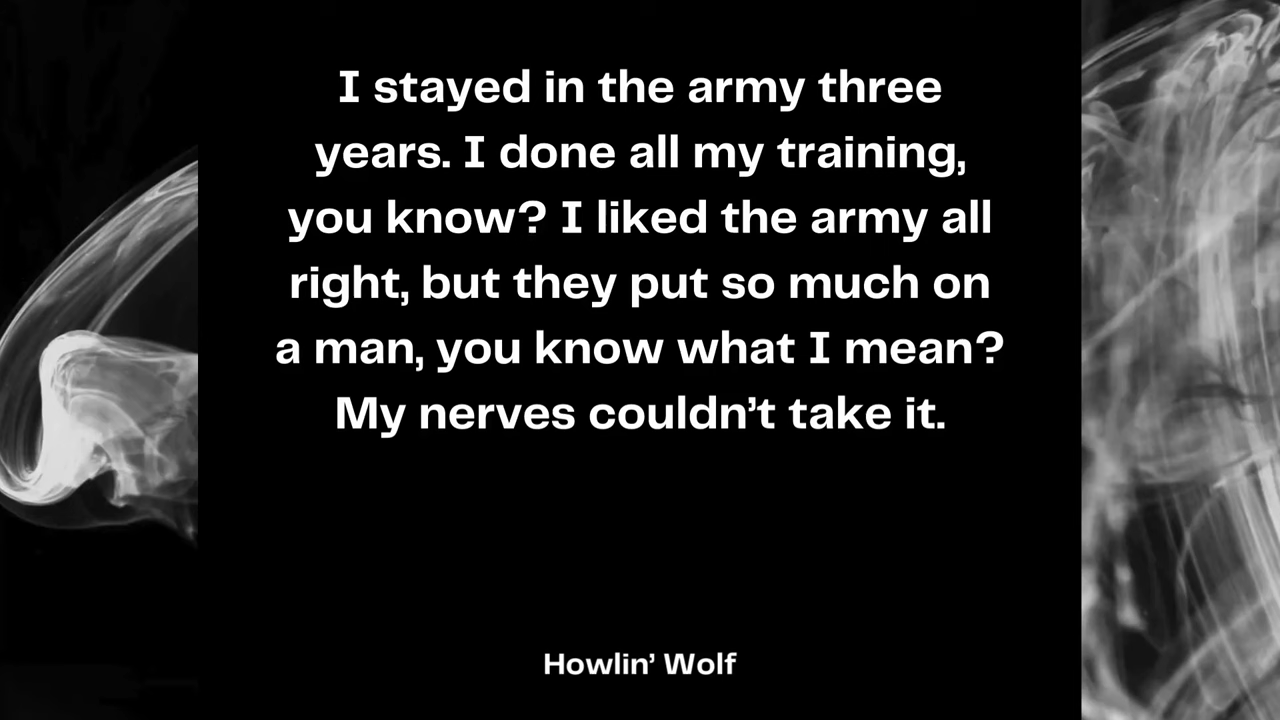 I stayed in the army three
years. I done all my training,
you know? I liked the army all
right, but they put so much on
a man, you know what I mean?
My nerves couldn’t take it.
Howlin’ Wolf